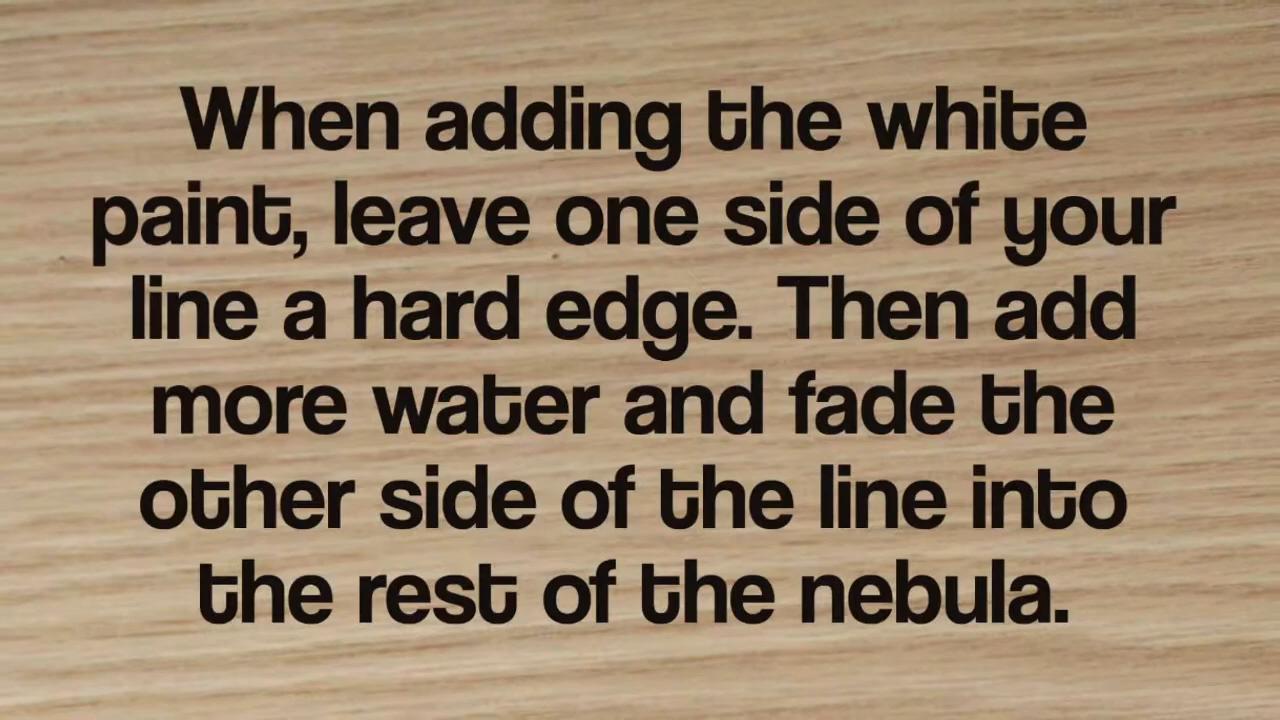 When adding the white
paint, leave one side of your
line a hard edge. Then add
more water and fade the
other side of the line into
the rest of the nebula.